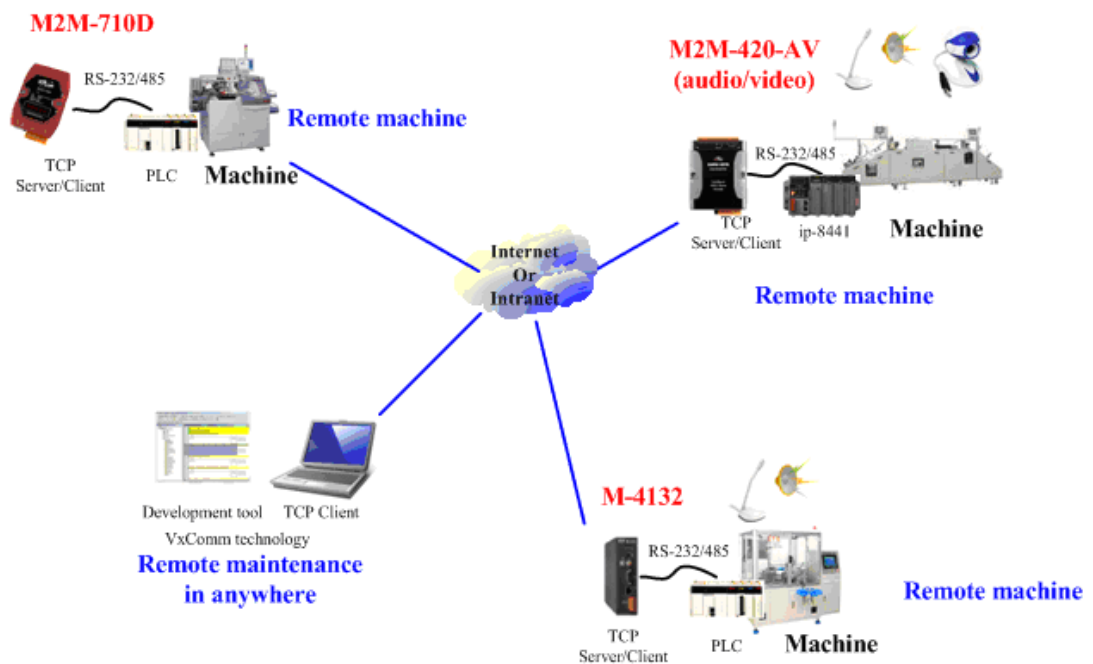 M2M-710D
RS-232/485
TCP
Server/Client
PLC
Machine
Remote machine
M2M-420-AV
(audio/video)
RS-232/485
TCP
Server/Client
ip-8441
Machine
Remote machine
Internet
Or
Intranet
Development tool
TCP Client
VxComm technology
Remote maintenance
in anywhere
M-4132
RS-232/485
TCP
Server/Client
PLC
Machine
Remote machine